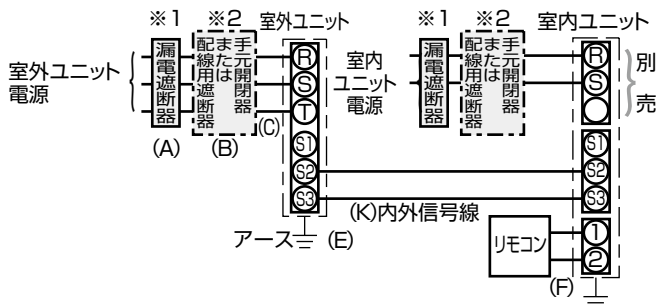 ※1
※2
室外ユニット
室外ユニット
電源
漏電遮断器
手元開閉器
または
配線用遮断器
(A)
(B)
(C)
R
S
T
S1
S2
S3
アース
(E)
(K)内外信号線
※1
※2
室内ユニット
室内
ユニット
電源
漏電遮断器
手元開閉器
または
配線用遮断器
R
S
別売
S1
S2
S3
リモコン
1
2
(F)